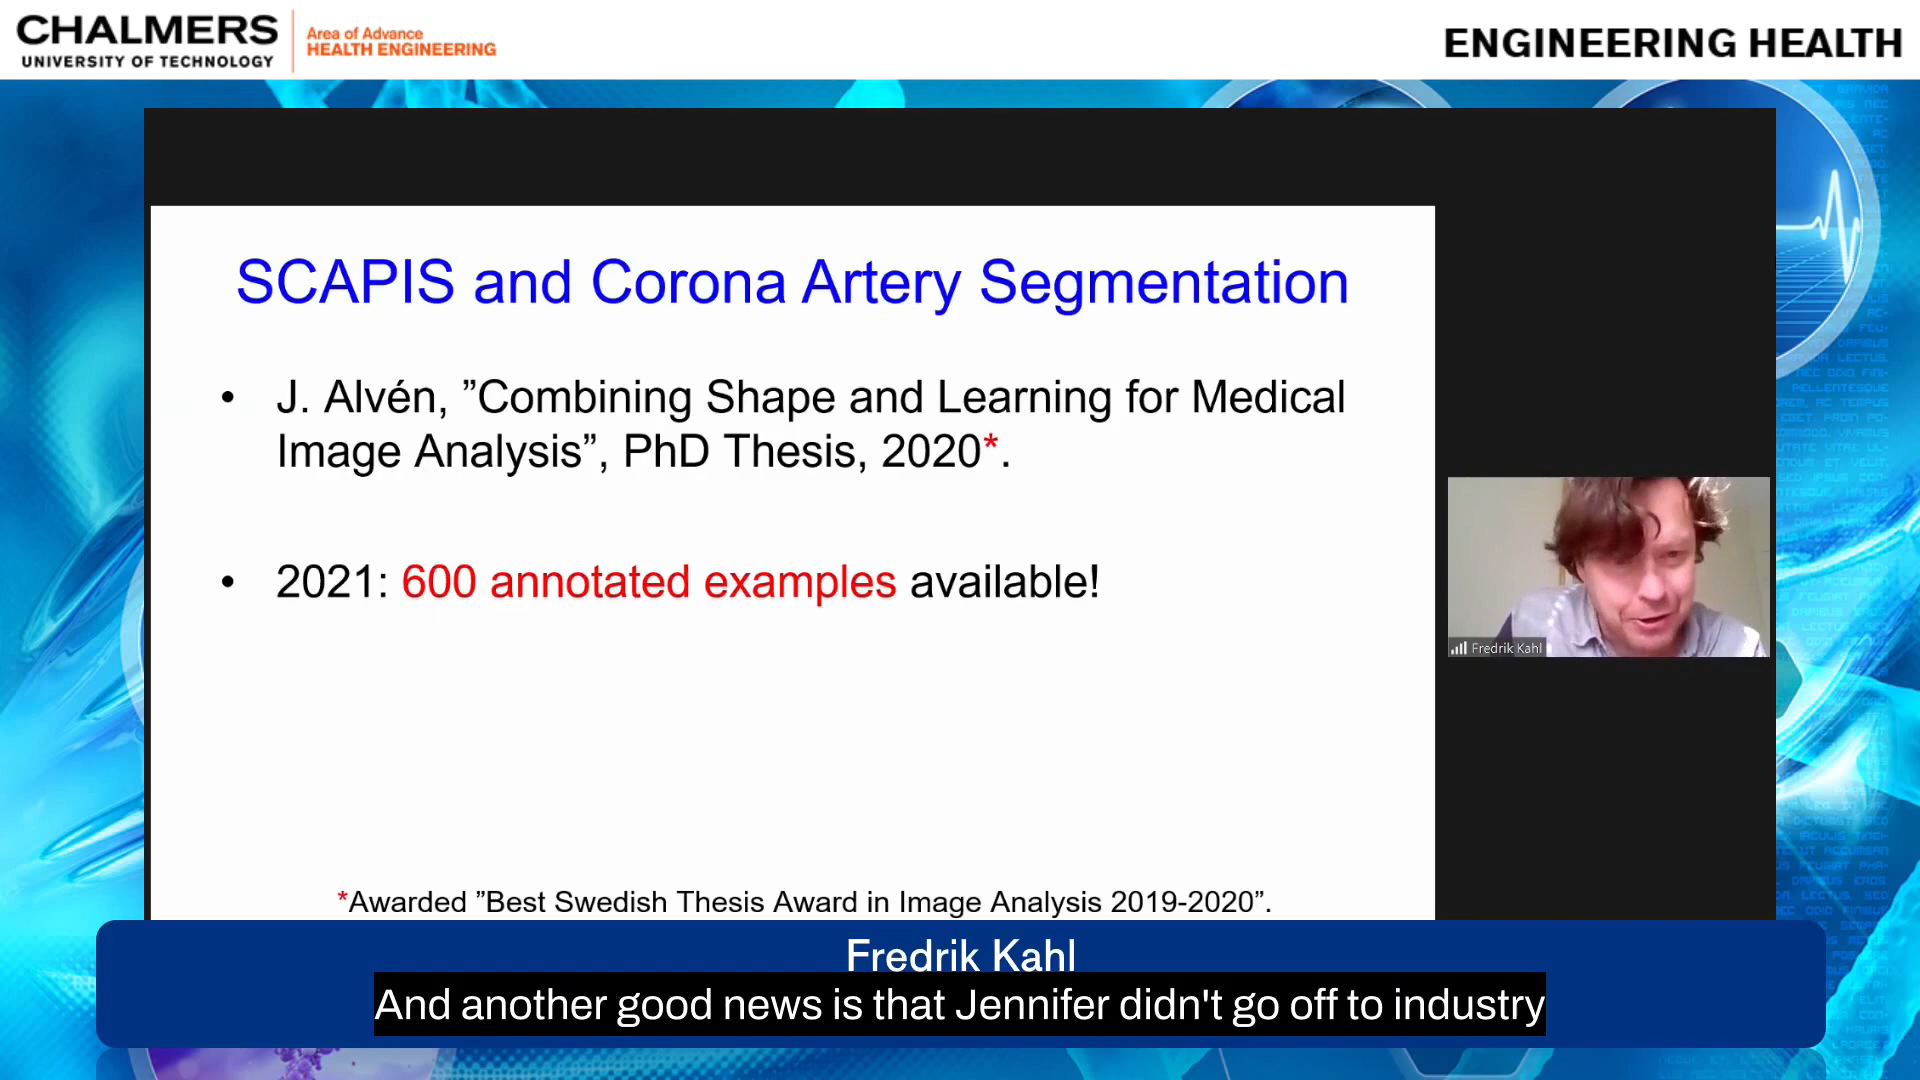 CHALMERS
UNIVERSITY OF TECHNOLOGY
Area of Advance
HEALTH ENGINEERING
ENGINEERING HEALTH
SCAPIS and Corona Artery Segmentation
• J. Alvén, ”Combining Shape and Learning for Medical
Image Analysis”, PhD Thesis, 2020*.
• 2021: 600 annotated examples available!
Fredrik Kahl
*Awarded ”Best Swedish Thesis Award in Image Analysis 2019-2020”.
Fredrik Kahl
And another good news is that Jennifer didn't go off to industry